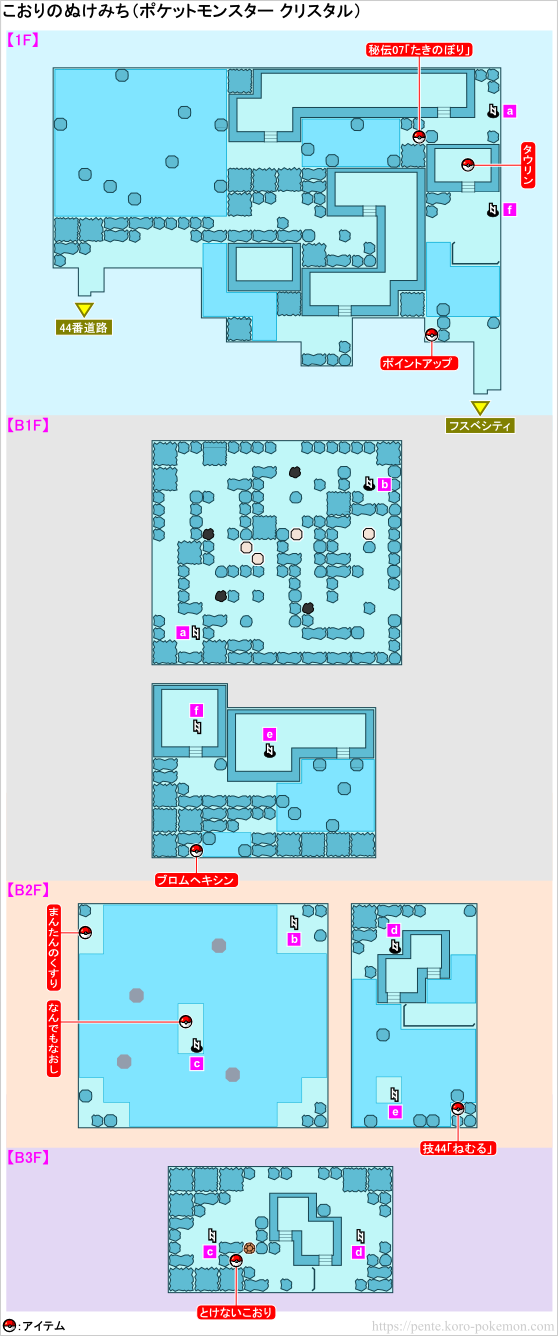 こおりのぬけみち（ポケットモンスター クリスタル）
【1F】
秘伝07「たきのぼり」
a
タウリン
f
44番道路
ポイントアップ
フスベシティ
【B1F】
b
a
f
e
ブロムヘキシン
【B2F】
まんたんのくすり
b
d
なんでもなおし
c
e
技44「ねむる」
【B3F】
c
d
とけないこおり
:アイテム
https://pente.koro-pokemon.com